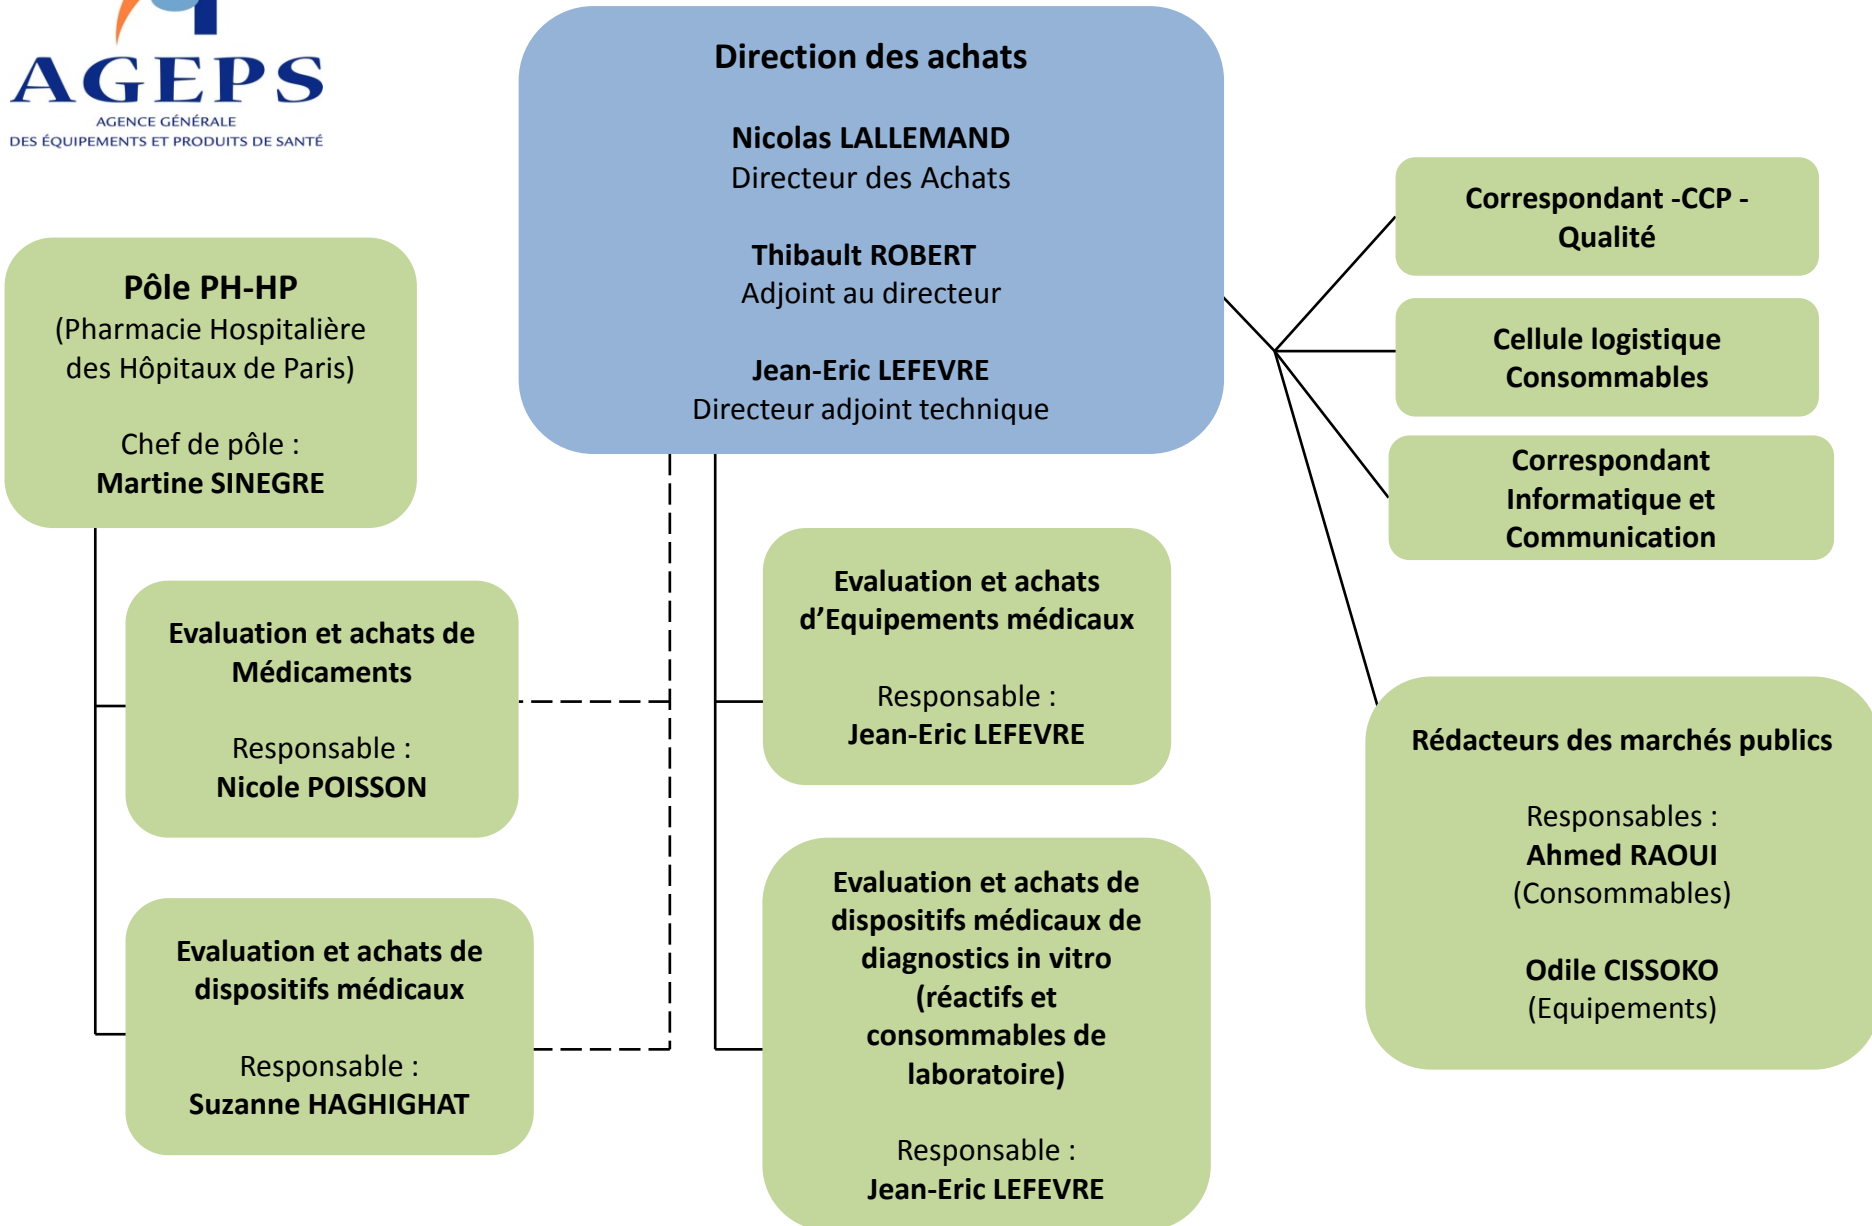 AGEPS
AGENCE GÉNÉRALE
DES ÉQUIPEMENTS ET PRODUITS DE SANTÉ
Direction des achats
Nicolas LALLEMAND
Directeur des Achats
Thibault ROBERT
Adjoint au directeur
Jean-Eric LEFEVRE
Directeur adjoint technique
Pôle PH-HP
(Pharmacie Hospitalière
des Hôpitaux de Paris)
Chef de pôle :
Martine SINEGRE
Evaluation et achats de
Médicaments
Responsable :
Nicole POISSON
Evaluation et achats de
dispositifs médicaux
Responsable :
Suzanne HAGHIGHAT
Evaluation et achats
d’Equipements médicaux
Responsable :
Jean-Eric LEFEVRE
Evaluation et achats de
dispositifs médicaux de
diagnostics in vitro
(réactifs et
consommables de
laboratoire)
Responsable :
Jean-Eric LEFEVRE
Correspondant -CCP -
Qualité
Cellule logistique
Consommables
Correspondant
Informatique et
Communication
Rédacteurs des marchés publics
Responsables :
Ahmed RAOUI
(Consommables)
Odile CISSOKO
(Equipements)